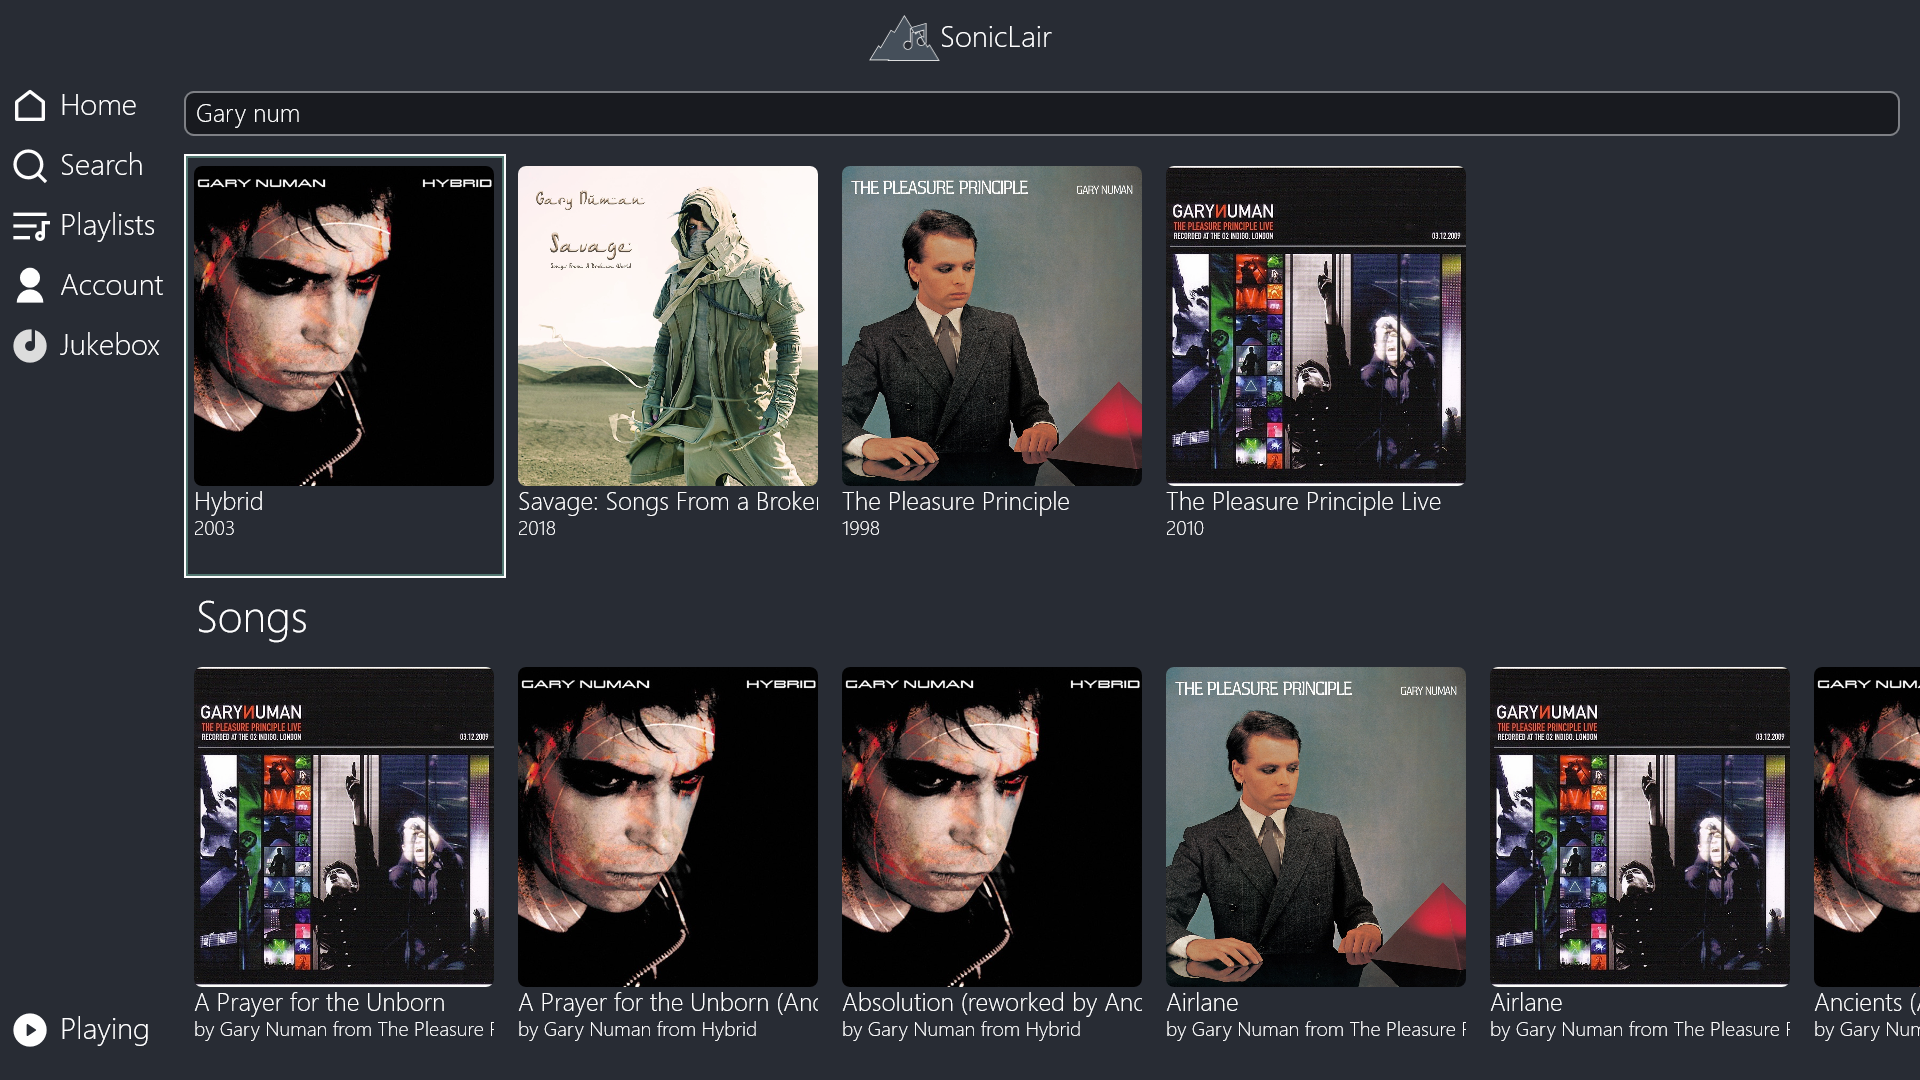 SonicLair
Home
Search
Playlists
Account
Jukebox
Playing
Gary num
GARY NUMAN HYBRID
Gary Numan
Savage
Songs From A Broken World
THE PLEASURE PRINCIPLE GARY NUMAN
GARY NUMAN
THE PLEASURE PRINCIPLE LIVE
RECORDED AT THE O2 INDIGO, LONDON 03.12.2009
Hybrid
2003
Savage: Songs From a Broken
2018
The Pleasure Principle
1998
The Pleasure Principle Live
2010
Songs
GARY NUMAN
THE PLEASURE PRINCIPLE LIVE
RECORDED AT THE O2 INDIGO, LONDON 03.12.2009
GARY NUMAN HYBRID
GARY NUMAN HYBRID
THE PLEASURE PRINCIPLE GARY NUMAN
GARY NUMAN
THE PLEASURE PRINCIPLE LIVE
RECORDED AT THE O2 INDIGO, LONDON 03.12.2009
GARY NUM
A Prayer for the Unborn
by Gary Numan from The Pleasure P
A Prayer for the Unborn (And
by Gary Numan from Hybrid
Absolution (reworked by And
by Gary Numan from Hybrid
Airlane
by Gary Numan from The Pleasure P
Airlane
by Gary Numan from The Pleasure P
Ancients (A
by Gary Num